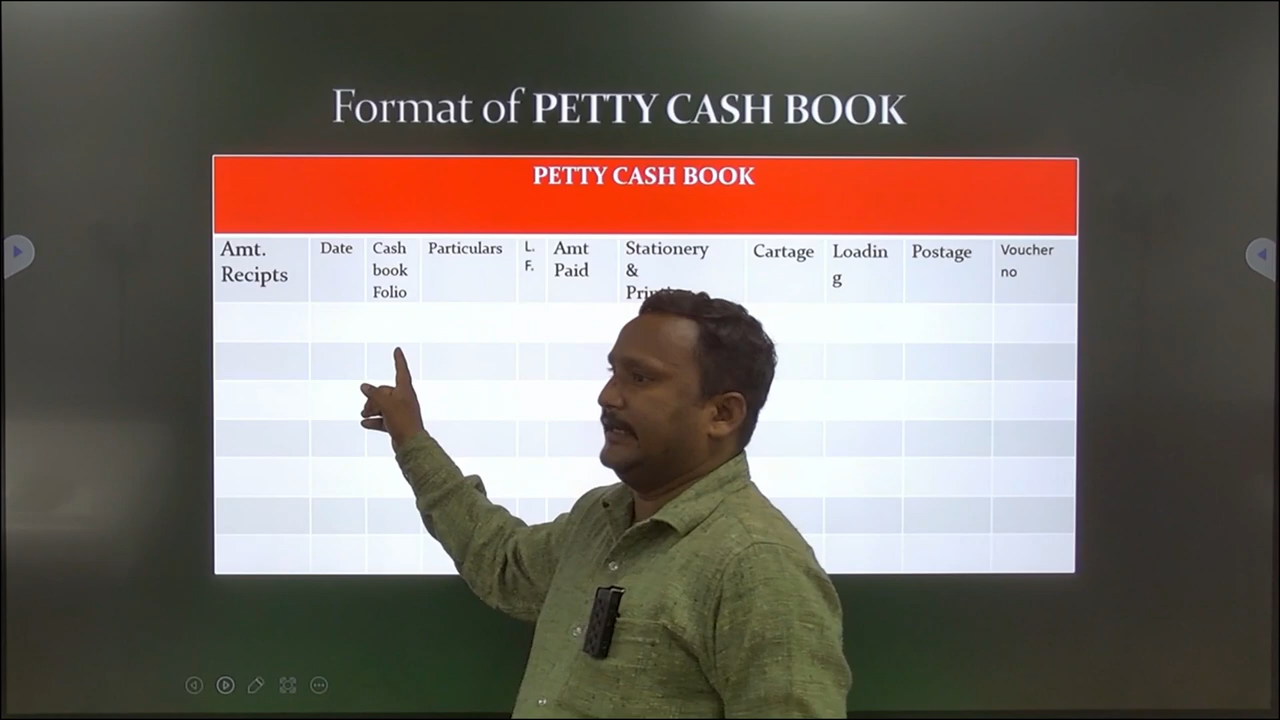 Format of PETTY CASH BOOK
PETTY CASH BOOK
Amt.
Recipts
Date
Cash
book
Folio
Particulars
L.
F.
Amt
Paid
Stationery
&
Cartage
Loadin
g
Postage
Voucher
no